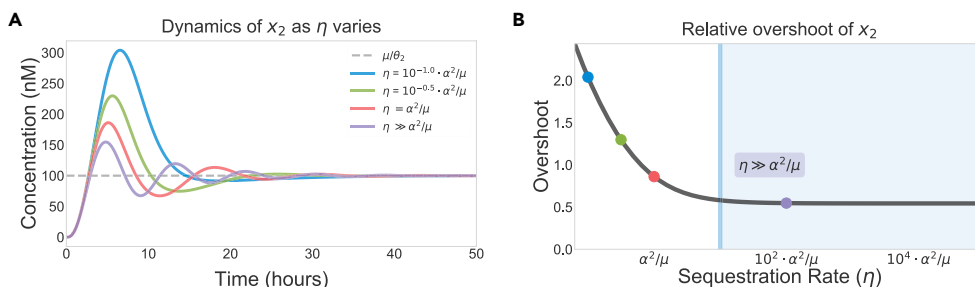 A
Dynamics of x₂ as η varies
Concentration (nM)
300
250
200
150
100
50
0
0 10 20 30 40 50
Time (hours)
μ/θ₂
η = 10⁻¹·⁰ · α²/μ
η = 10⁻⁰·⁵ · α²/μ
η = α²/μ
η ≫ α²/μ
B
Relative overshoot of x₂
Overshoot
2.0
1.5
1.0
0.5
0.0
η ≫ α²/μ
α²/μ 10² · α²/μ 10⁴ · α²/μ
Sequestration Rate (η)